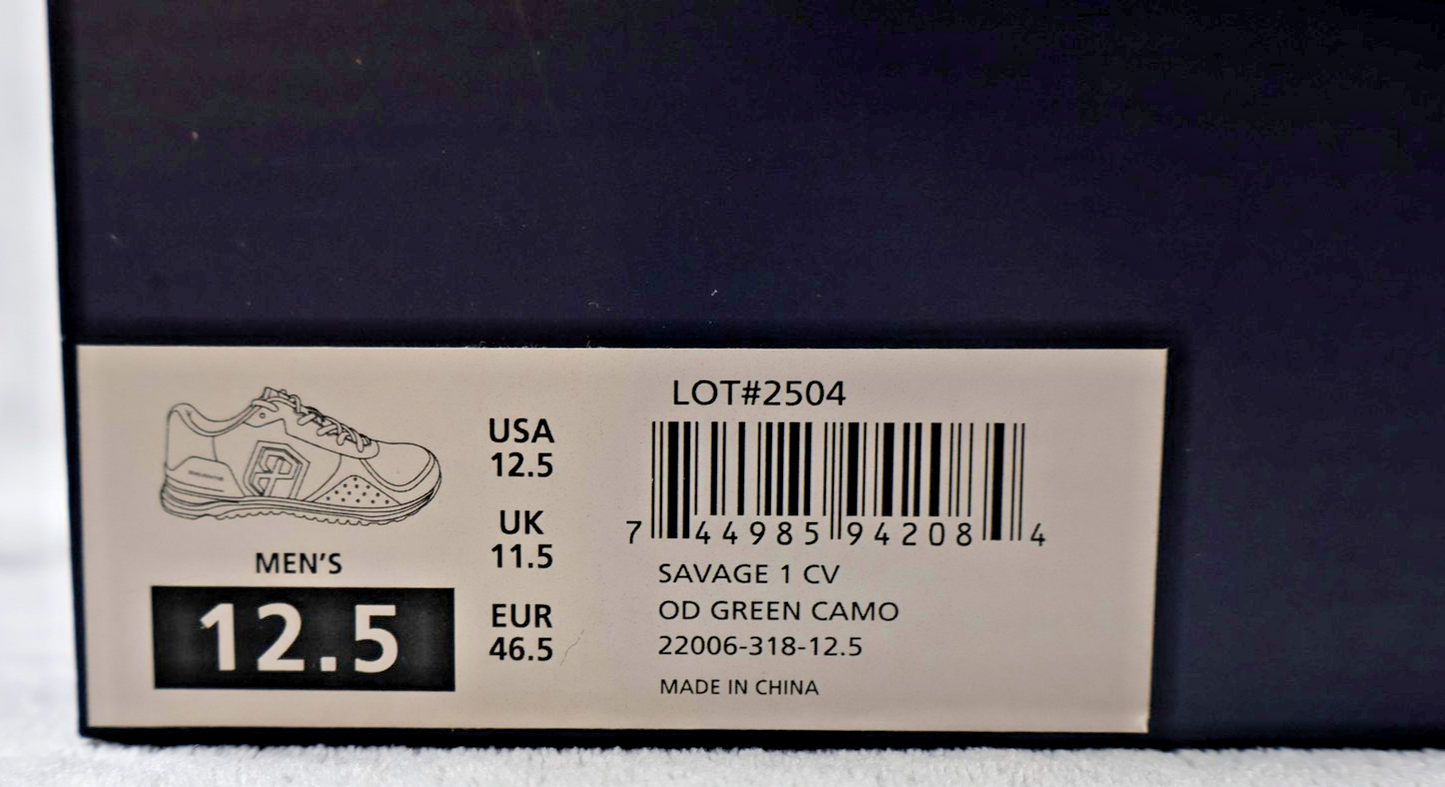 MEN'S
12.5
USA
12.5
UK
11.5
EUR
46.5
LOT#2504
7 44985 94208 4
SAVAGE 1 CV
OD GREEN CAMO
22006-318-12.5
MADE IN CHINA